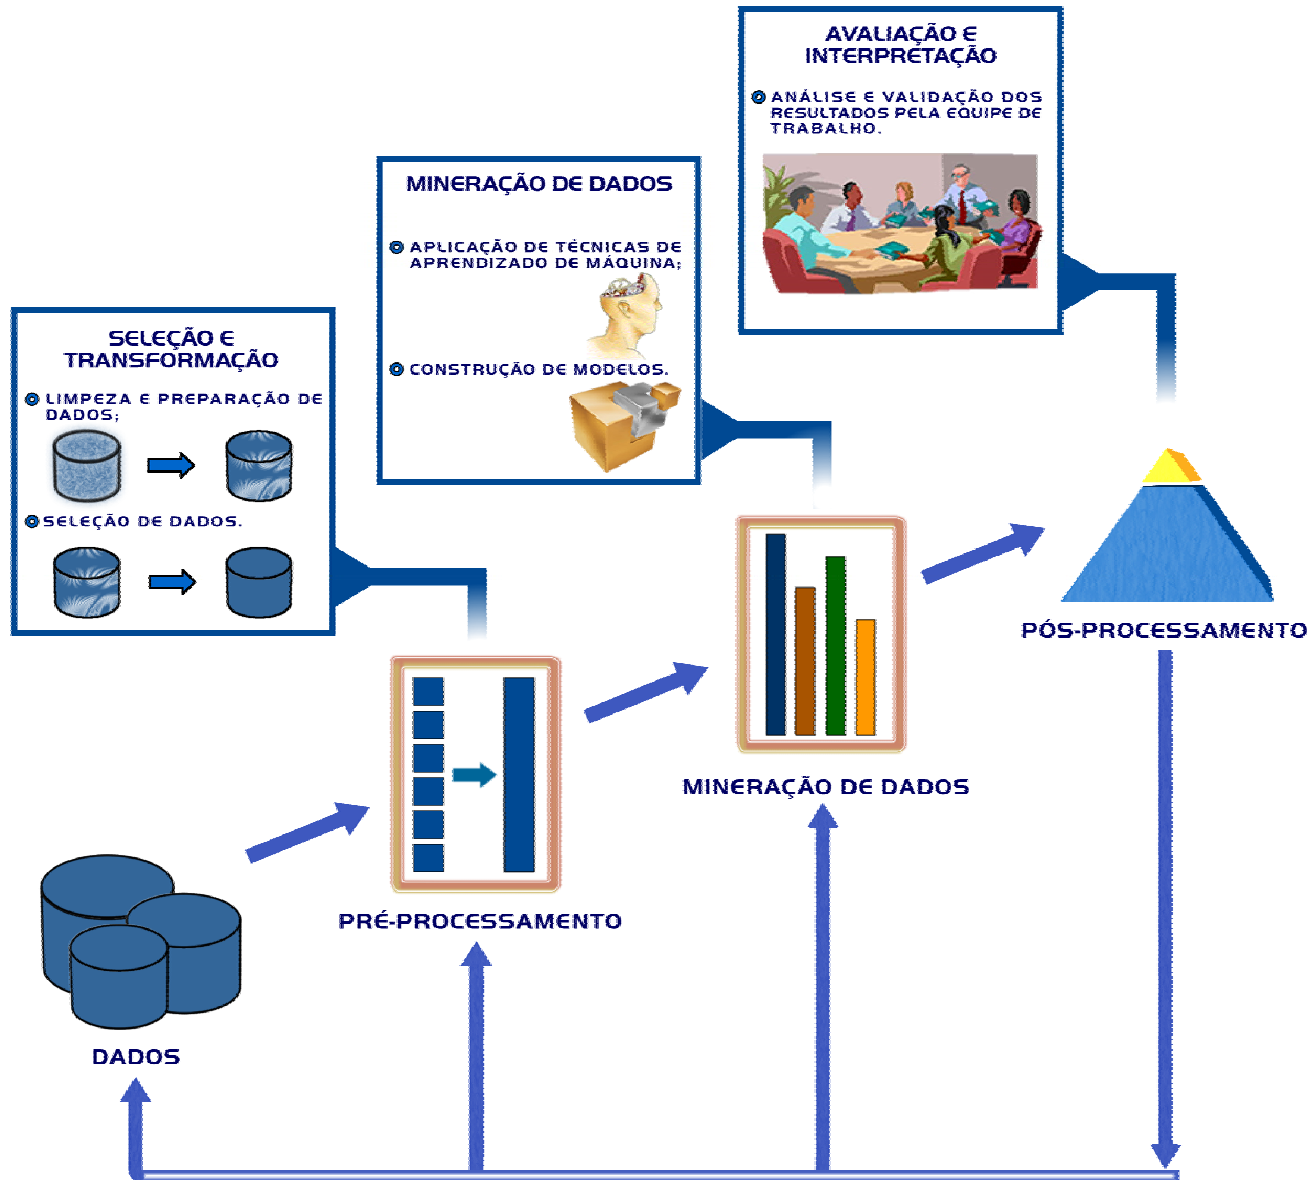 AVALIAÇÃO E
INTERPRETAÇÃO
ANÁLISE E VALIDAÇÃO DOS
RESULTADOS PELA EQUIPE DE
TRABALHO.
MINERAÇÃO DE DADOS
APLICAÇÃO DE TÉCNICAS DE
APRENDIZADO DE MÁQUINA;
CONSTRUÇÃO DE MODELOS.
SELEÇÃO E
TRANSFORMAÇÃO
LIMPEZA E PREPARAÇÃO DE
DADOS;
SELEÇÃO DE DADOS.
PÓS-PROCESSAMENTO
MINERAÇÃO DE DADOS
PRÉ-PROCESSAMENTO
DADOS